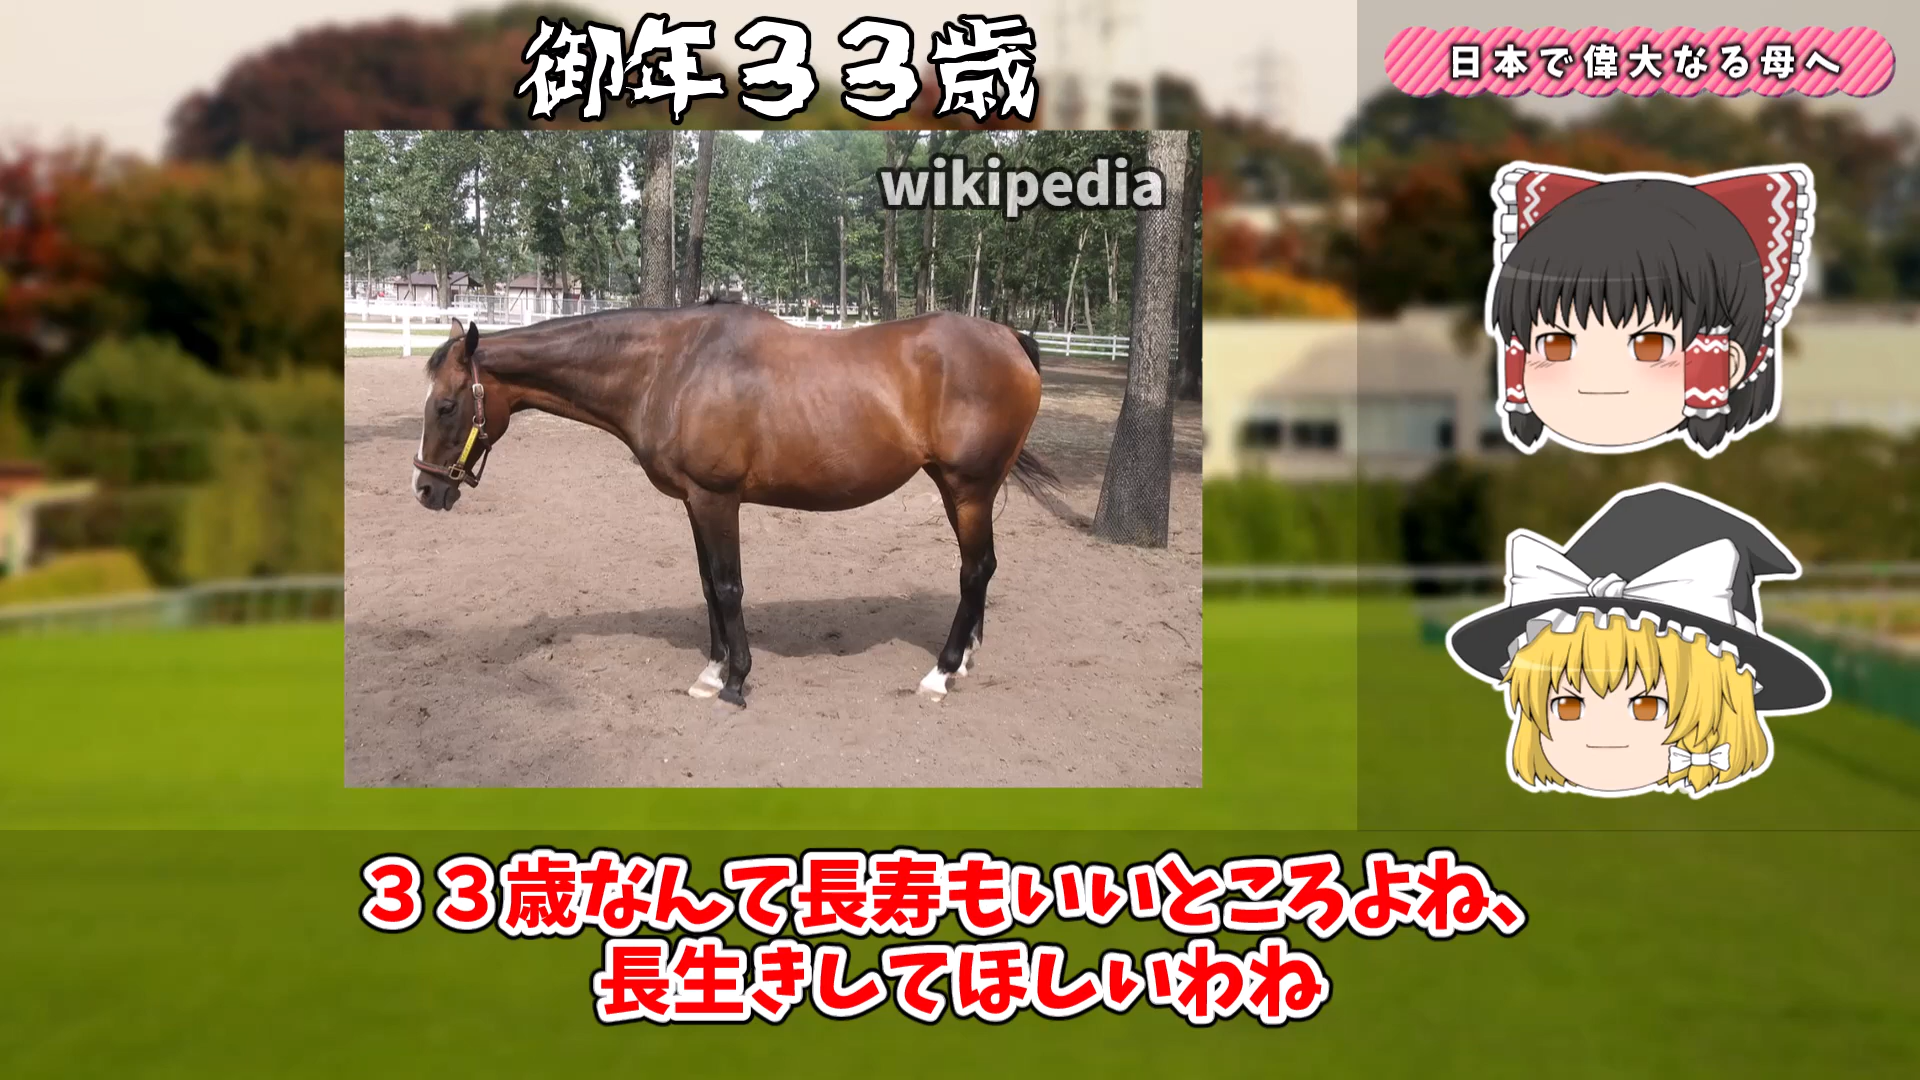 御年３３歳
日本で偉大なる母へ
wikipedia
３３歳なんて長寿もいいところよね、
長生きしてほしいわね